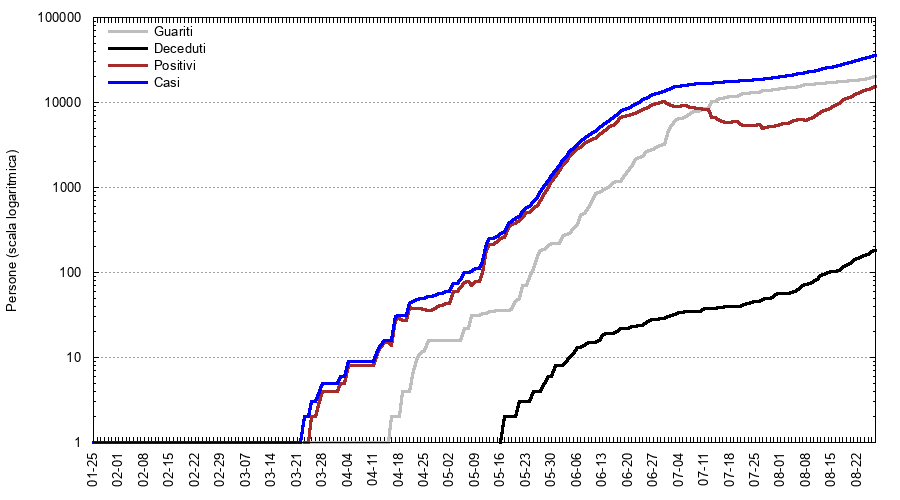 100000
10000
1000
100
10
1
Persone (scala logaritmica)
Guariti
Deceduti
Positivi
Casi
01-25 02-01 02-08 02-15 02-22 02-29 03-07 03-14 03-21 03-28 04-04 04-11 04-18 04-25 05-02 05-09 05-16 05-23 05-30 06-06 06-13 06-20 06-27 07-04 07-11 07-18 07-25 08-01 08-08 08-15 08-22